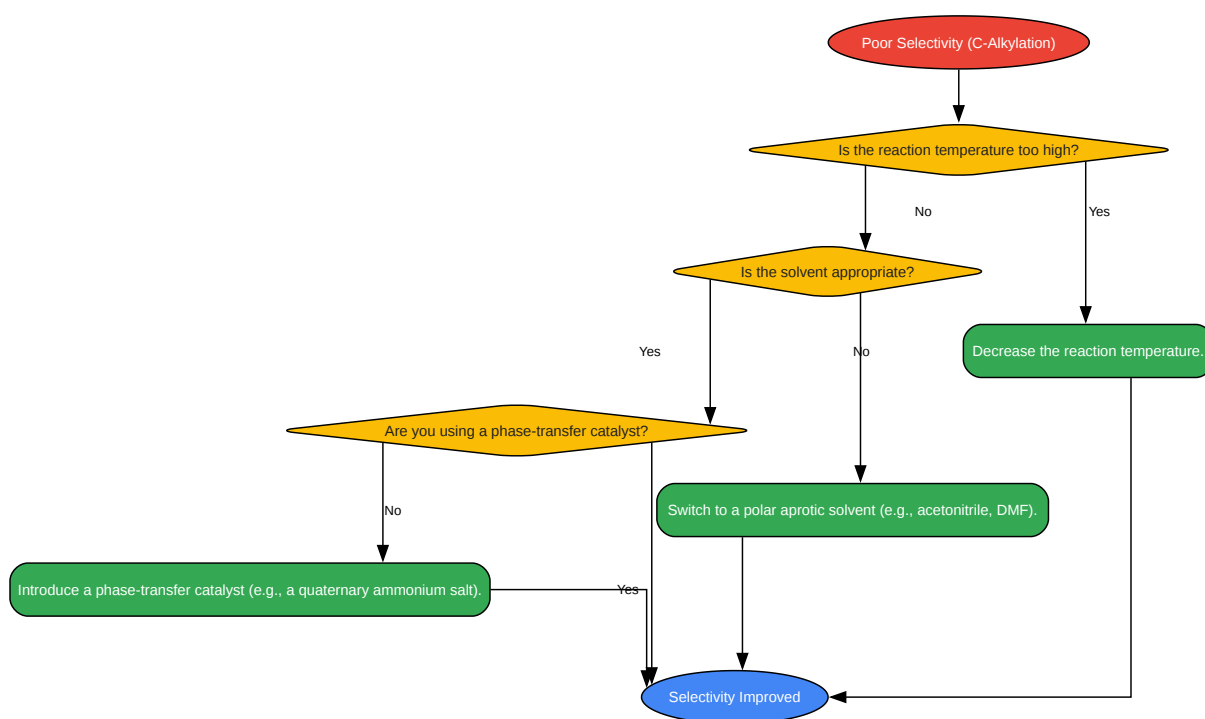 Poor Selectivity (C-Alkylation)
Is the reaction temperature too high?
No
Yes
Is the solvent appropriate?
Yes
No
Decrease the reaction temperature.
Are you using a phase-transfer catalyst?
No
Switch to a polar aprotic solvent (e.g., acetonitrile, DMF).
Introduce a phase-transfer catalyst (e.g., a quaternary ammonium salt).
Yes
Selectivity Improved